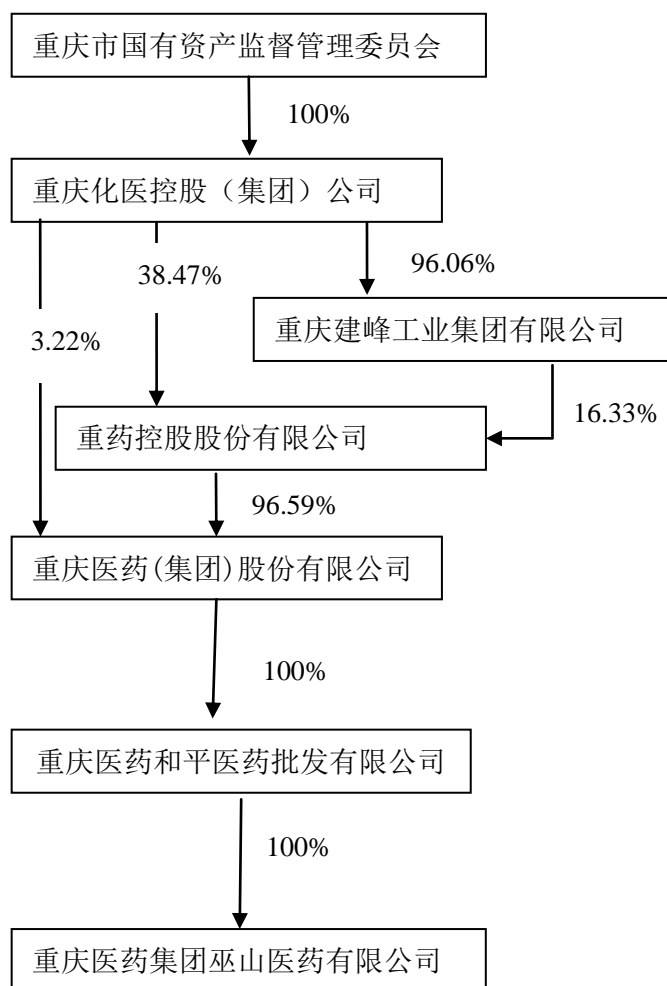 重庆市国有资产监督管理委员会
100%
重庆化医控股（集团）公司
38.47%
96.06%
3.22%
重庆建峰工业集团有限公司
16.33%
重药控股股份有限公司
96.59%
重庆医药(集团)股份有限公司
100%
重庆医药和平医药批发有限公司
100%
重庆医药集团巫山医药有限公司